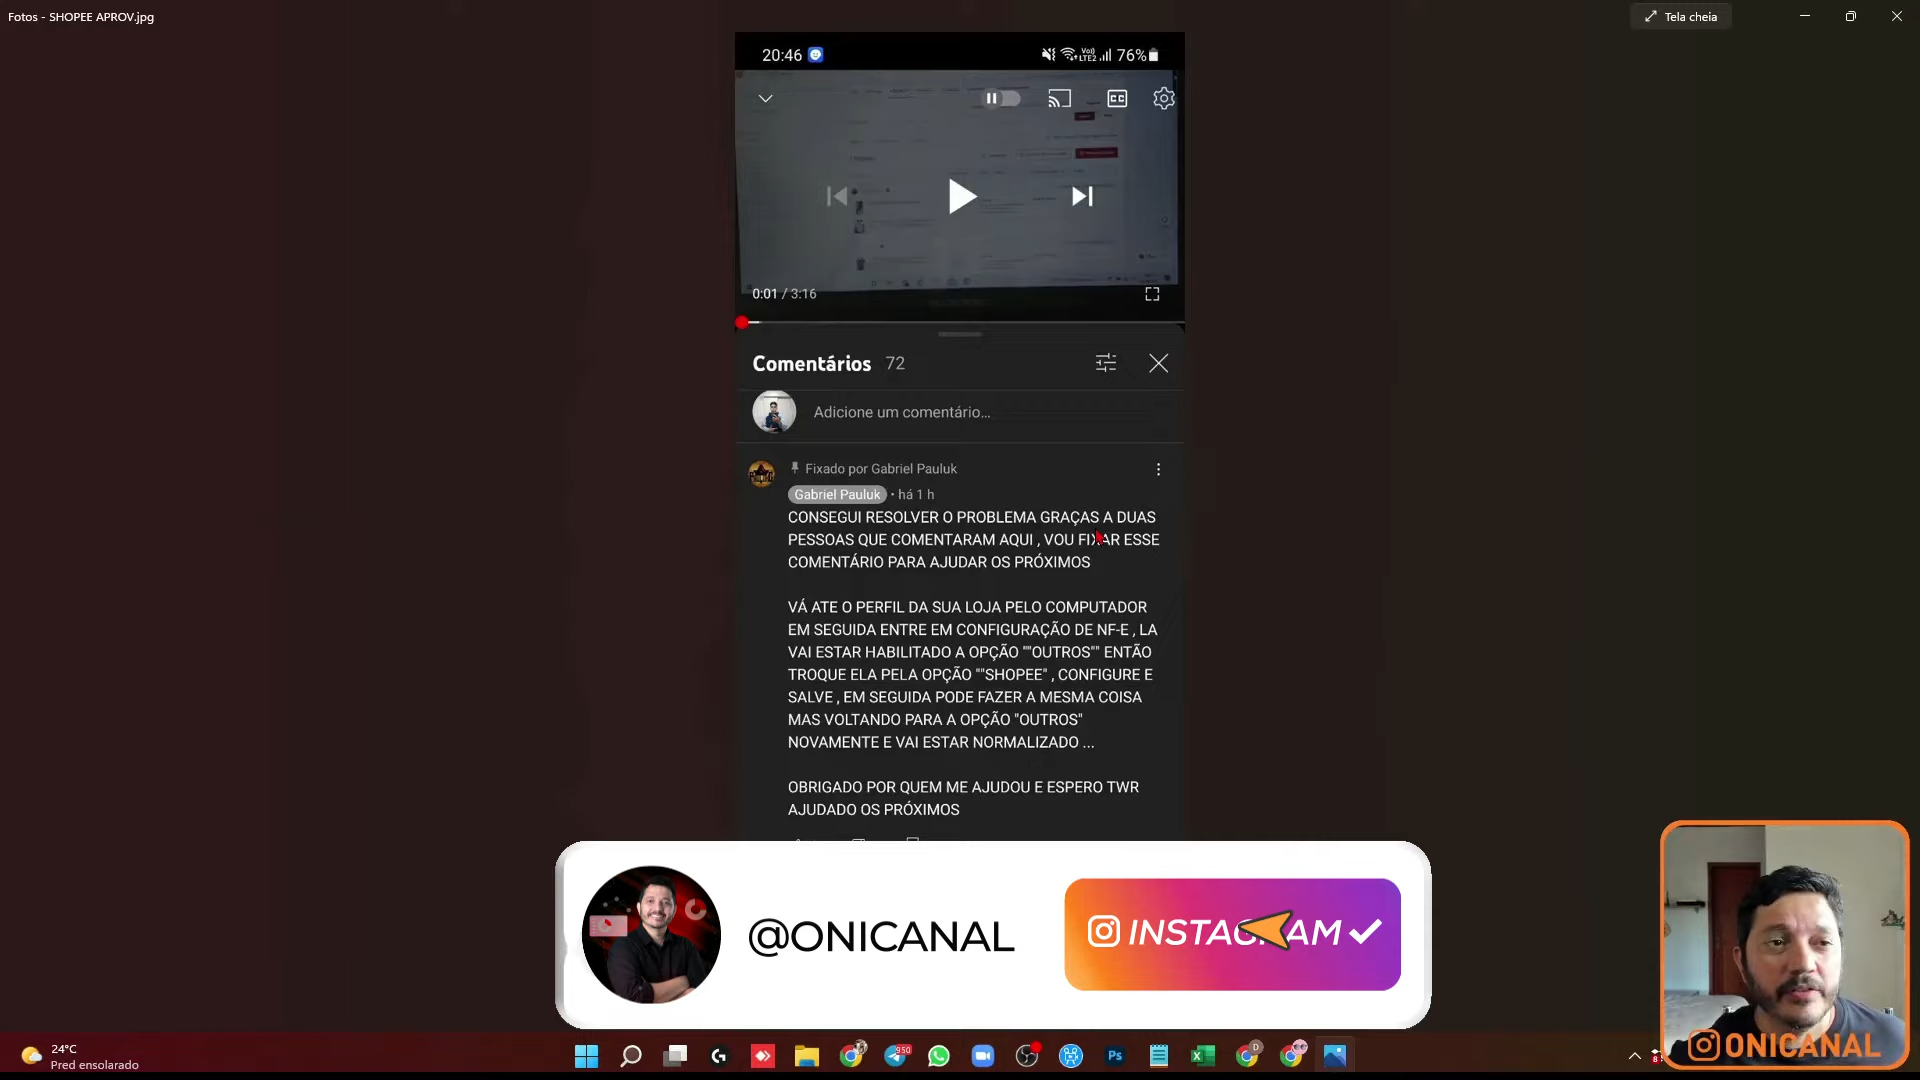 Fotos - SHOPEE APROV.jpg
Tela cheia
20:46
Vo) LTE2 76%
CC
0:01 / 3:16
Comentários 72
Adicione um comentário...
Fixado por Gabriel Pauluk
Gabriel Pauluk • há 1 h
CONSEGUI RESOLVER O PROBLEMA GRAÇAS A DUAS
PESSOAS QUE COMENTARAM AQUI , VOU FIXAR ESSE
COMENTÁRIO PARA AJUDAR OS PRÓXIMOS
VÁ ATE O PERFIL DA SUA LOJA PELO COMPUTADOR
EM SEGUIDA ENTRE EM CONFIGURAÇÃO DE NF-E , LA
VAI ESTAR HABILITADO A OPÇÃO ""OUTROS"" ENTÃO
TROQUE ELA PELA OPÇÃO ""SHOPEE" , CONFIGURE E
SALVE , EM SEGUIDA PODE FAZER A MESMA COISA
MAS VOLTANDO PARA A OPÇÃO "OUTROS"
NOVAMENTE E VAI ESTAR NORMALIZADO ...
OBRIGADO POR QUEM ME AJUDOU E ESPERO TWR
AJUDADO OS PRÓXIMOS
@ONICANAL
INSTAGRAM
ONICANAL
24°C
Pred ensolarado
950
Ps
D